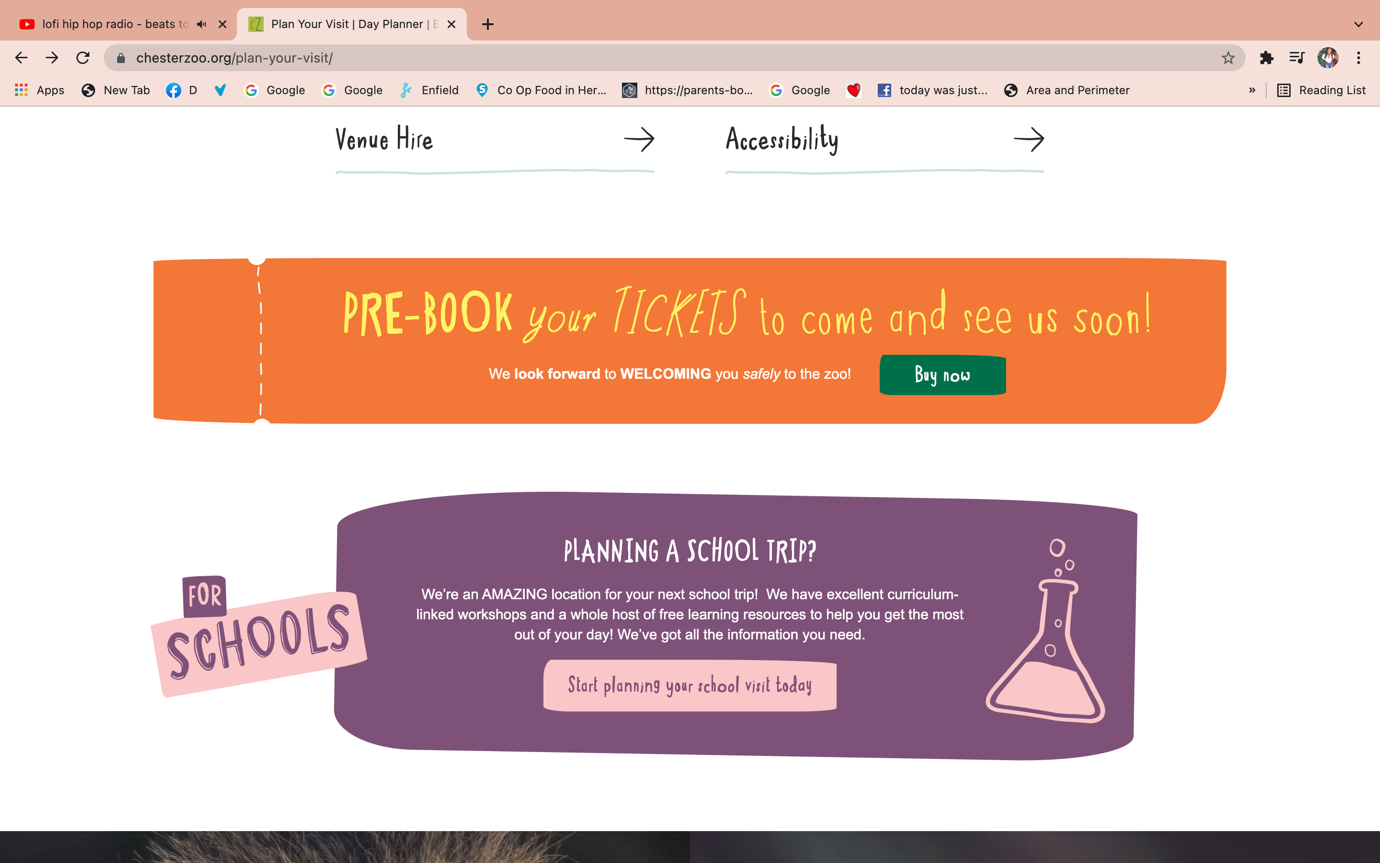 lofi hip hop radio - beats to
Plan Your Visit | Day Planner |
chesterzoo.org/plan-your-visit/
Apps New Tab D Google Google Enfield Co Op Food in Her... https://parents-bo... Google today was just... Area and Perimeter » Reading List
Venue Hire Accessibility
PRE-BOOK your TICKETS to come and see us soon!
We look forward to WELCOMING you safely to the zoo! Buy now
PLANNING A SCHOOL TRIP?
We're an AMAZING location for your next school trip! We have excellent curriculum-
linked workshops and a whole host of free learning resources to help you get the most
out of your day! We've got all the information you need.
FOR
SCHOOLS
Start planning your school visit today